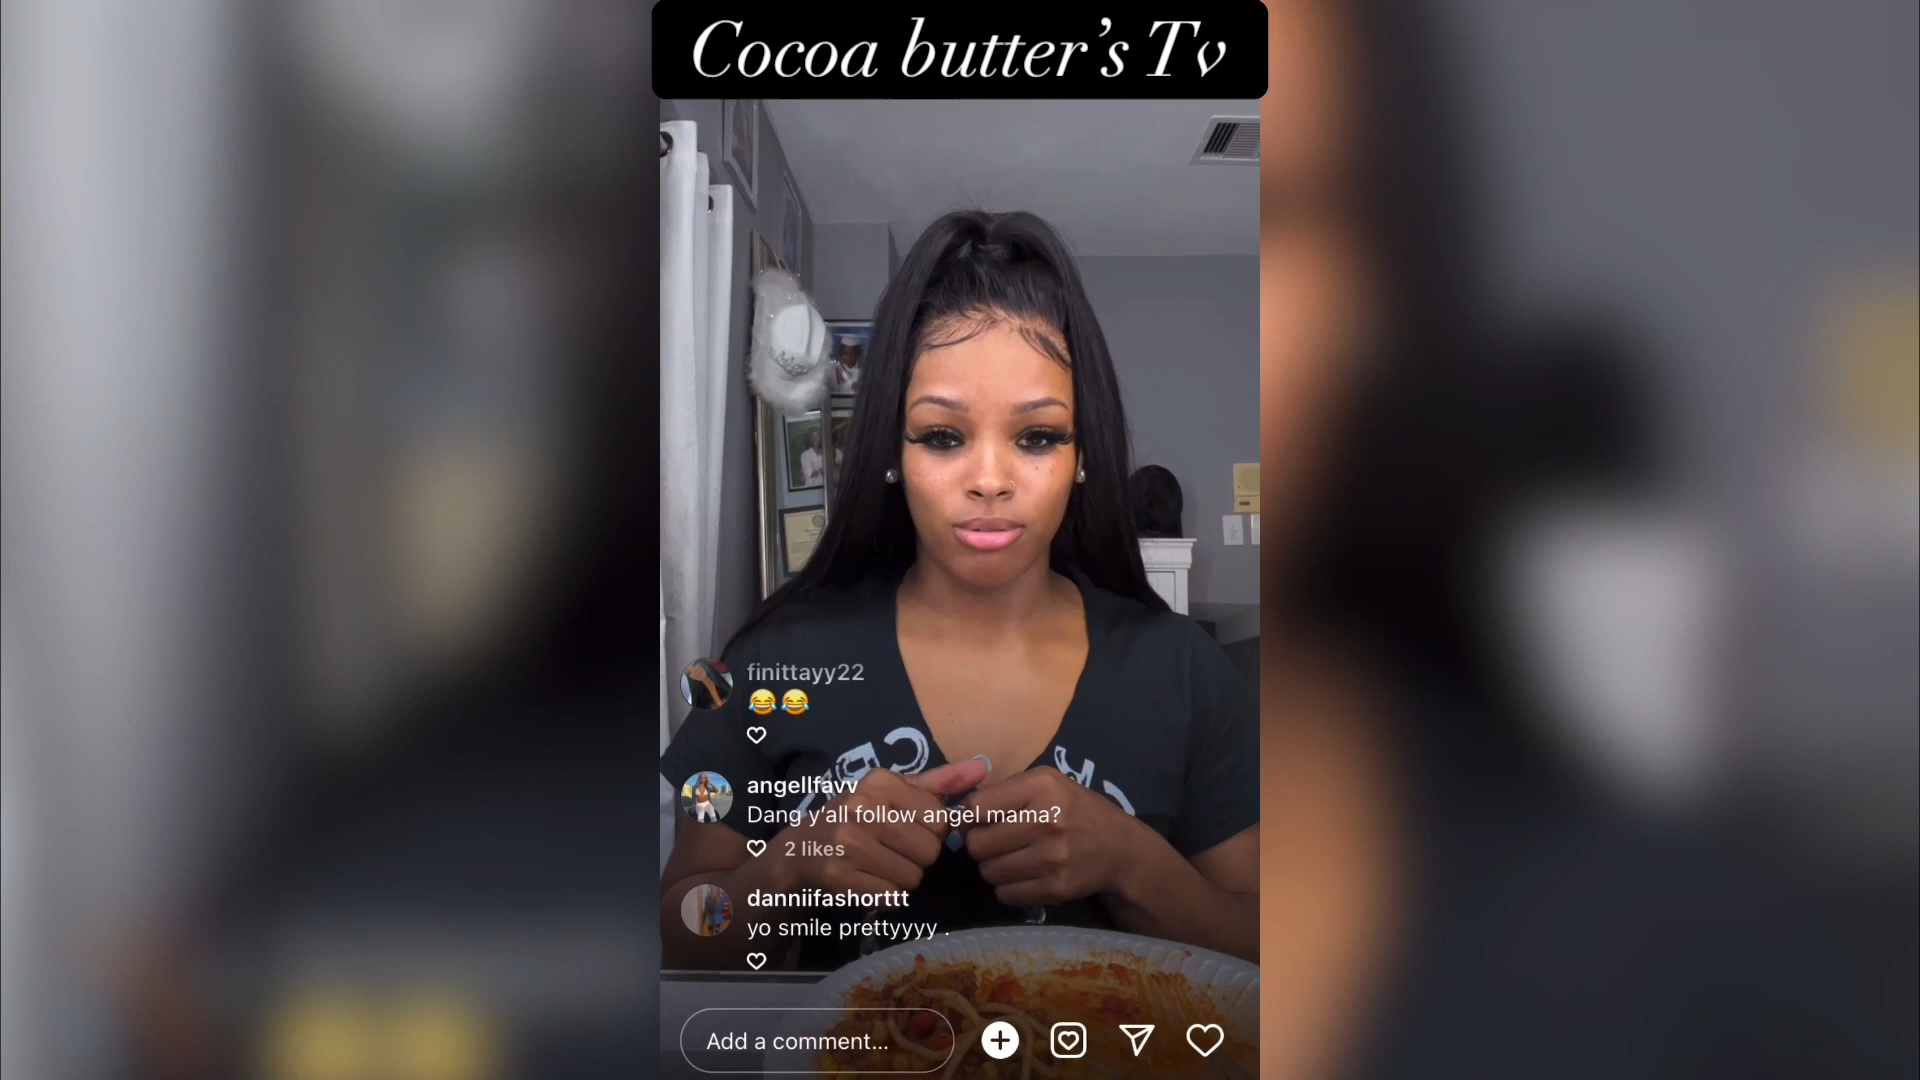 Cocoa butter’s Tv
finittayy22
😂😂
angellfavv
Dang y’all follow angel mama?
2 likes
danniifashorttt
yo smile prettyyyy .
Add a comment...